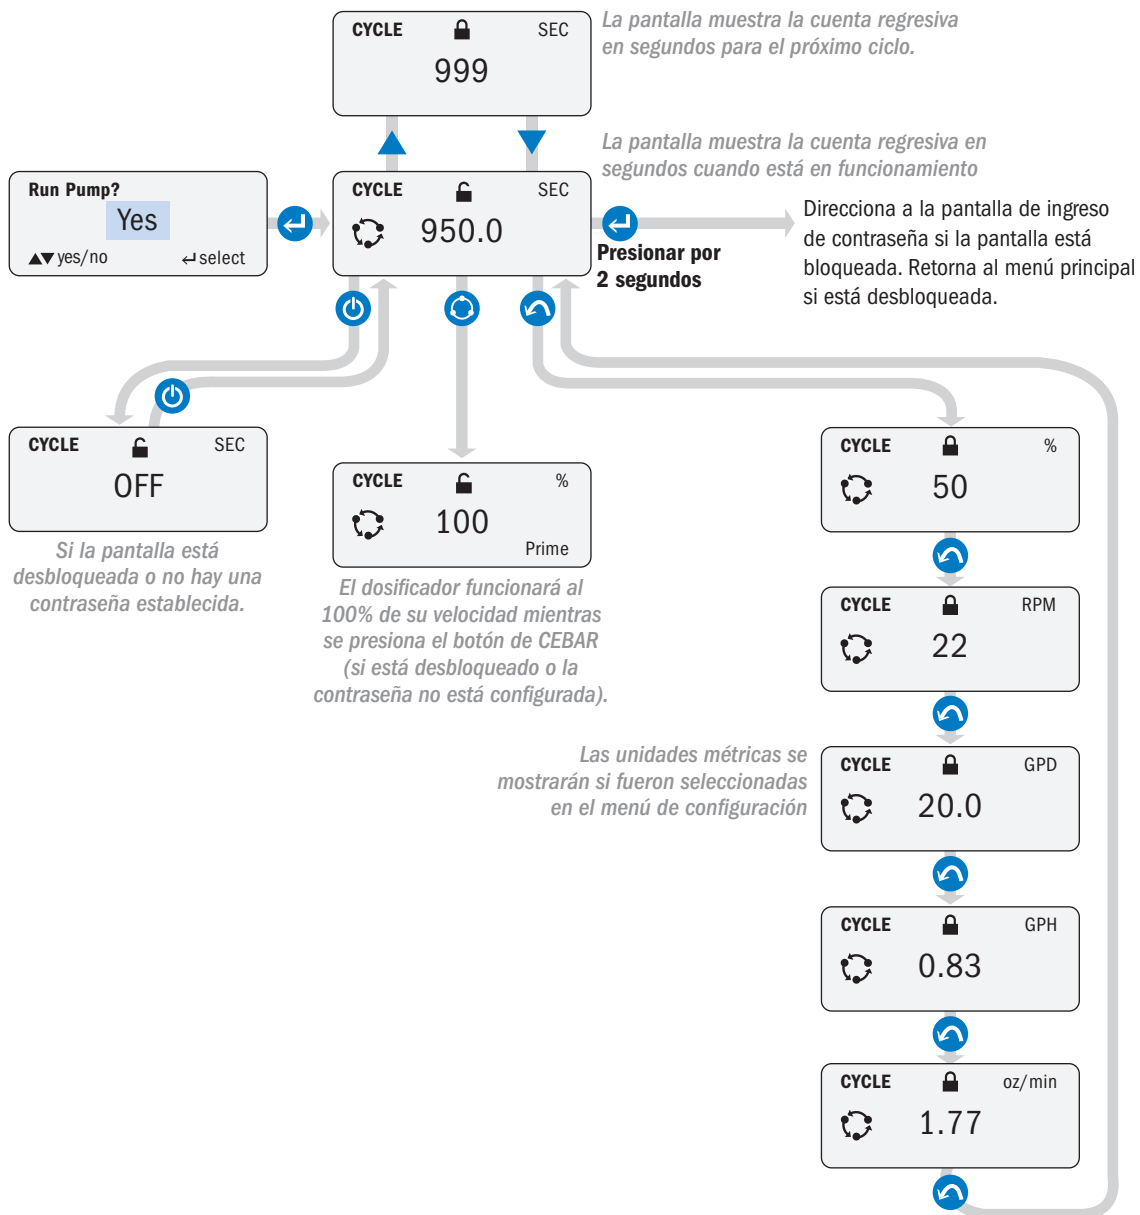 CYCLE SEC
999
La pantalla muestra la cuenta regresiva
en segundos para el próximo ciclo.
La pantalla muestra la cuenta regresiva en
segundos cuando está en funcionamiento
Run Pump?
Yes
▲▼ yes/no ↵ select
CYCLE SEC
950.0
Presionar por
2 segundos
Direcciona a la pantalla de ingreso
de contraseña si la pantalla está
bloqueada. Retorna al menú principal
si está desbloqueada.
CYCLE SEC
OFF
Si la pantalla está
desbloqueada o no hay una
contraseña establecida.
CYCLE %
100
Prime
El dosificador funcionará al
100% de su velocidad mientras
se presiona el botón de CEBAR
(si está desbloqueado o la
contraseña no está configurada).
CYCLE %
50
CYCLE RPM
22
Las unidades métricas se
mostrarán si fueron seleccionadas
en el menú de configuración
CYCLE GPD
20.0
CYCLE GPH
0.83
CYCLE oz/min
1.77